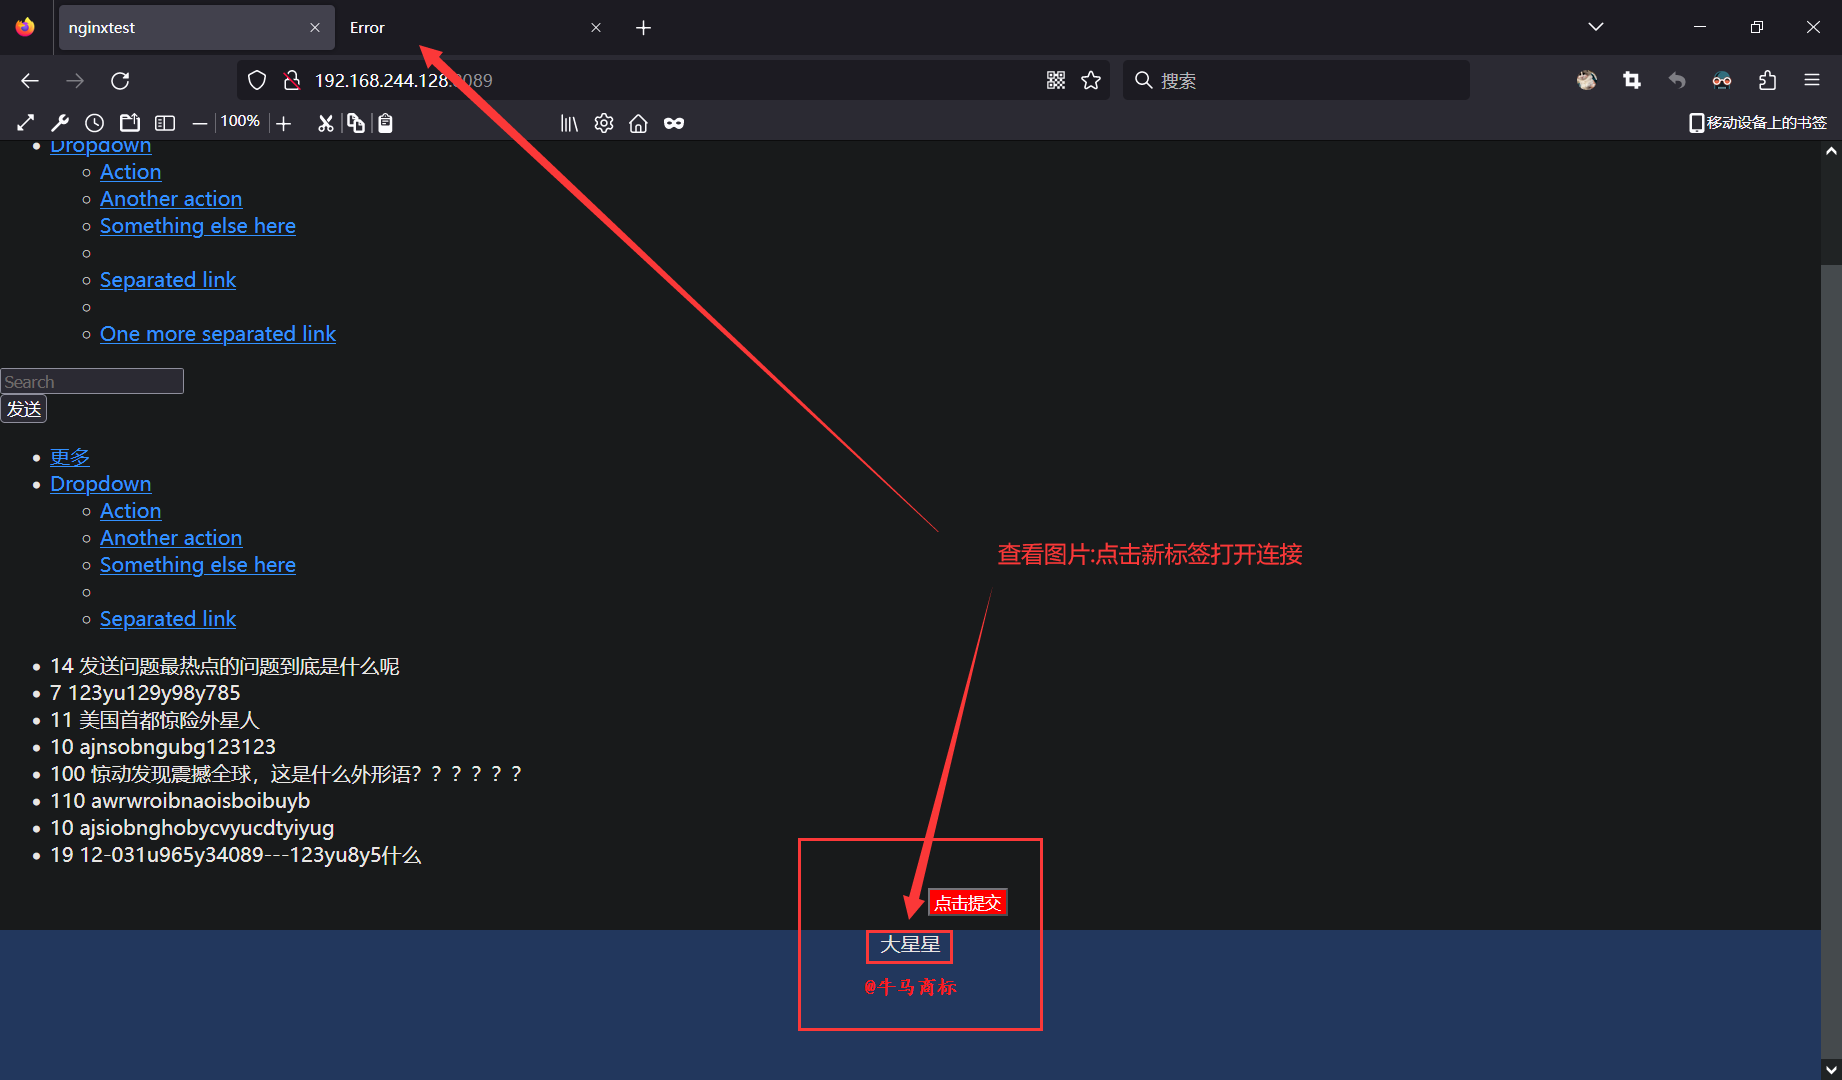 nginxtest
Error
192.168.244.128:8089
搜索
100%
移动设备上的书签
Dropdown
Action
Another action
Something else here
Separated link
One more separated link
Search
发送
更多
Dropdown
Action
Another action
Something else here
Separated link
查看图片:点击新标签打开连接
14 发送问题最热点的问题到底是什么呢
7 123yu129y98y785
11 美国首都惊险外星人
10 ajnsobngubg123123
100 惊动发现震撼全球，这是什么外形语？？？？？？
110 awrwroibnaoisboibuyb
10 ajsiobnghobycvyucdtyiyug
19 12-031u965y34089---123yu8y5什么
点击提交
大星星
@牛马商标